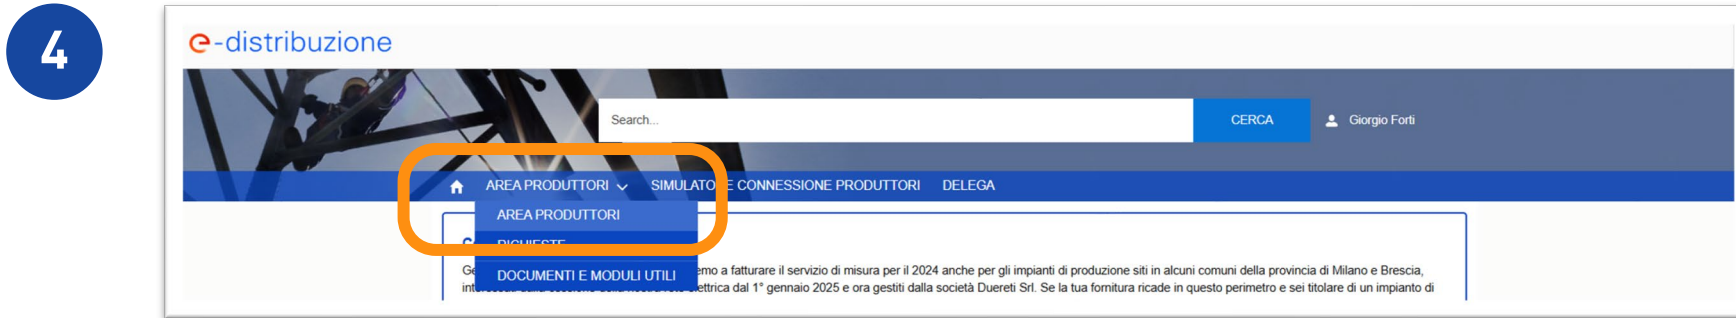 4
e-distribuzione
Search...
CERCA
Giorgio Forti
AREA PRODUTTORI
SIMULATORE CONNESSIONE PRODUTTORI
DELEGA
AREA PRODUTTORI
RICHIESTE
DOCUMENTI E MODULI UTILI
emo a fatturare il servizio di misura per il 2024 anche per gli impianti di produzione siti in alcuni comuni della provincia di Milano e Brescia,
elettrica dal 1° gennaio 2025 e ora gestiti dalla società Duereti Srl. Se la tua fornitura ricade in questo perimetro e sei titolare di un impianto di